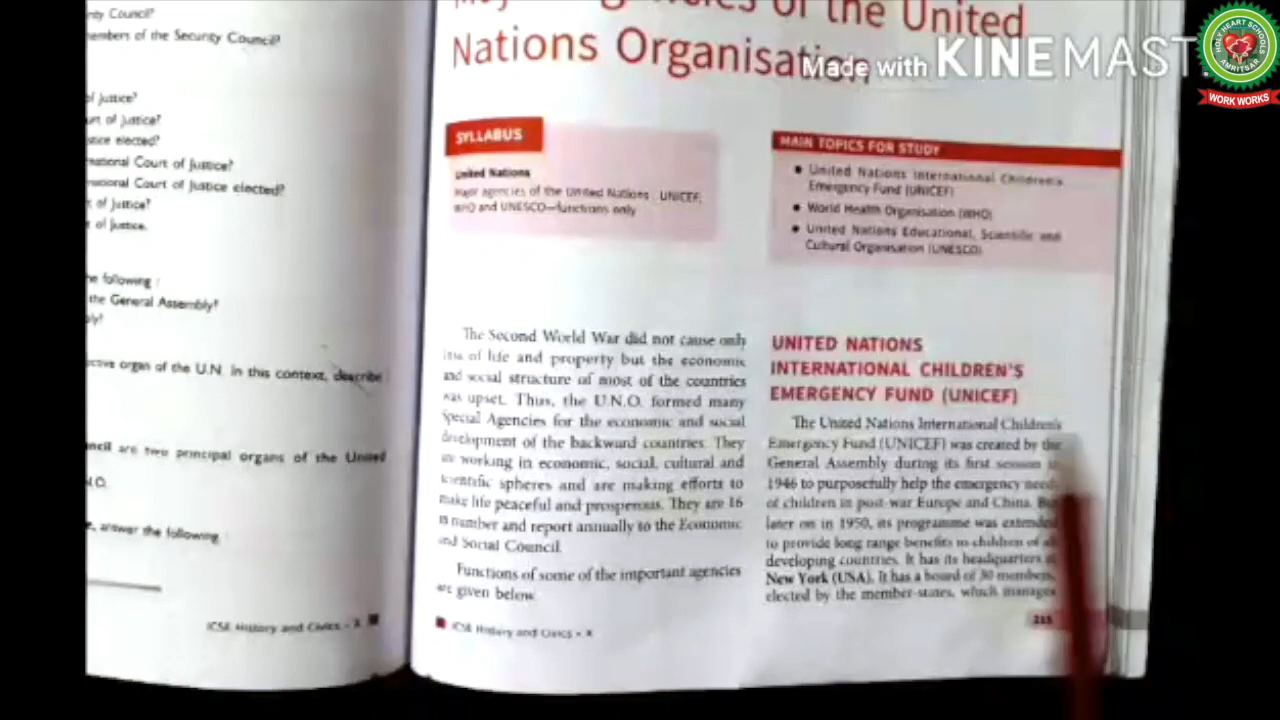 nty Council?
embers of the Security Council?
of Justice?
urt of Justice?
stice elected?
national Court of Justice?
national Court of Justice elected?
t of Justice?
t of Justice.
he following :
the General Assembly?
bly?
ective organ of the U.N. In this context, describe
ncil are two principal organs of the United
N.O.
e, answer the following
ICSE History and Civics - X
of the United
Nations Organisation
SYLLABUS
United Nations
Major agencies of the United Nations : UNICEF,
WHO and UNESCO—functions only
MAIN TOPICS FOR STUDY
● United Nations International Children's
Emergency Fund (UNICEF)
● World Health Organisation (WHO)
● United Nations Educational, Scientific and
Cultural Organisation (UNESCO)
The Second World War did not cause only
loss of life and property but the economic
and social structure of most of the countries
was upset. Thus, the U.N.O. formed many
Special Agencies for the economic and social
development of the backward countries. They
are working in economic, social, cultural and
scientific spheres and are making efforts to
make life peaceful and prosperous. They are 16
in number and report annually to the Economic
and Social Council.
Functions of some of the important agencies
are given below.
ICSE History and Civics - X
UNITED NATIONS
INTERNATIONAL CHILDREN'S
EMERGENCY FUND (UNICEF)
The United Nations International Children's
Emergency Fund (UNICEF) was created by the
General Assembly during its first session in
1946 to purposefully help the emergency needs
of children in post-war Europe and China. But
later on in 1950, its programme was extended
to provide long range benefits to children of all
developing countries. It has its headquarters at
New York (USA). It has a board of 30 members,
elected by the member-states, which manages
215
Made with KINEMAST
HOLY HEART SCHOOLS
AMRITSAR
WORK WORKS